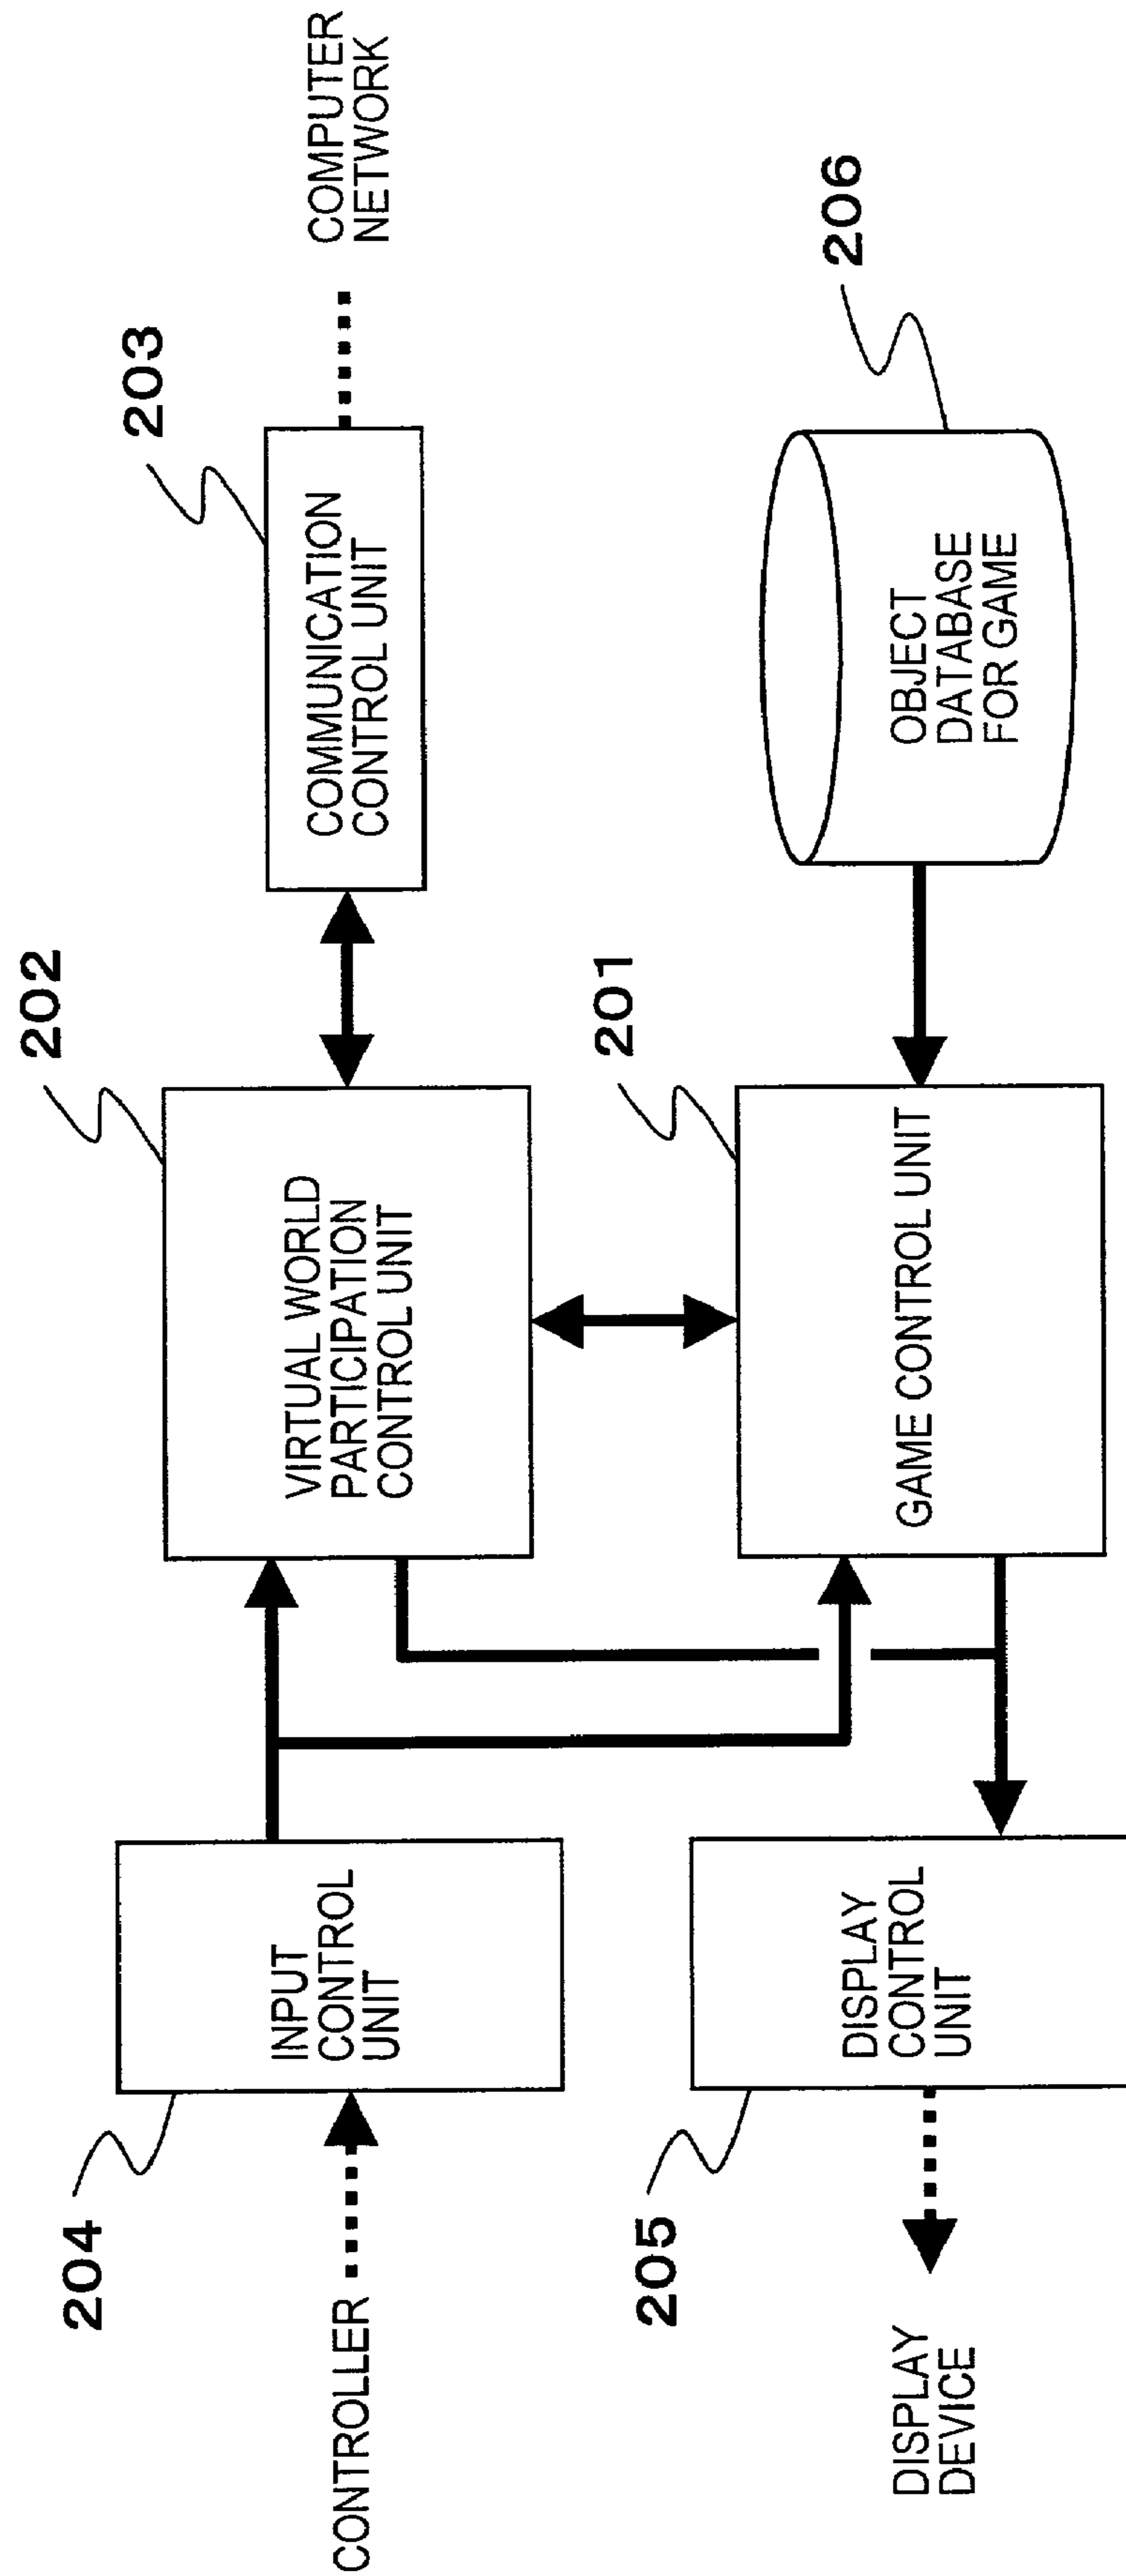 204
INPUT
CONTROL
UNIT
CONTROLLER
202
VIRTUAL WORLD
PARTICIPATION
CONTROL UNIT
203
COMMUNICATION
CONTROL UNIT
COMPUTER
NETWORK
205
DISPLAY
CONTROL
UNIT
DISPLAY
DEVICE
201
GAME CONTROL UNIT
206
OBJECT
DATABASE
FOR GAME